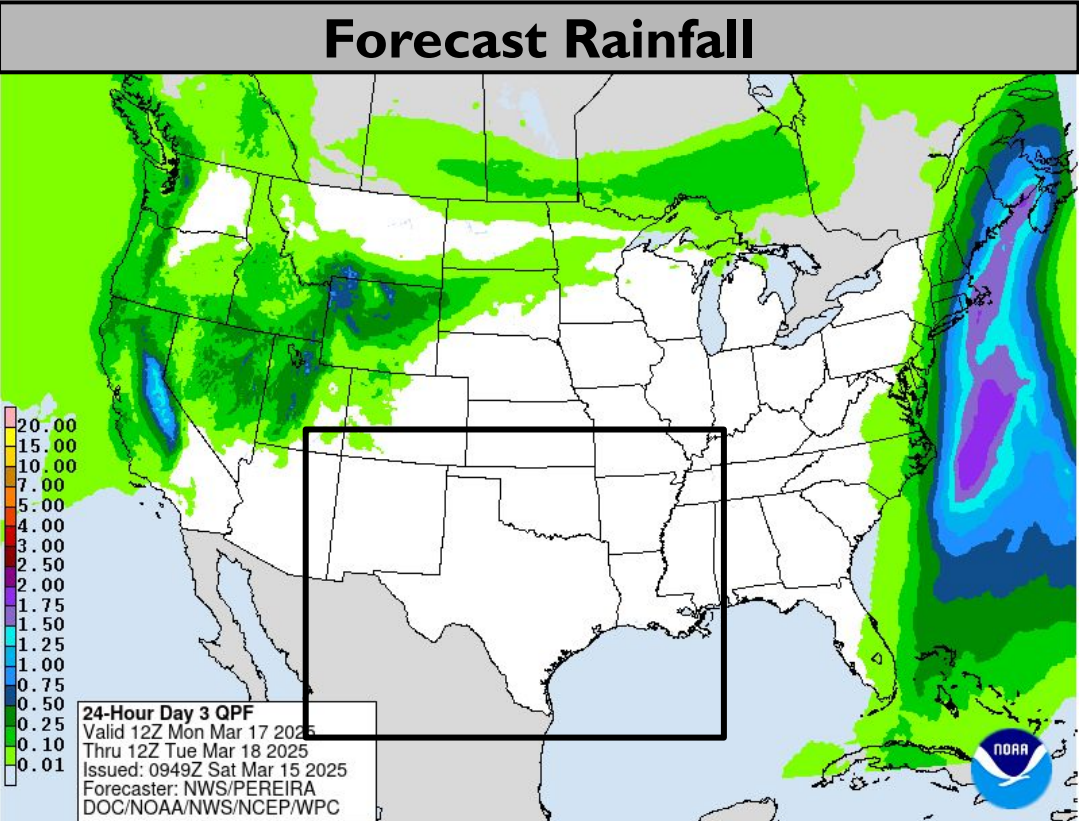 Forecast Rainfall
20.00
15.00
10.00
7.00
5.00
4.00
3.00
2.50
2.00
1.75
1.50
1.25
1.00
0.75
0.50
0.25
0.10
0.01
24-Hour Day 3 QPF
Valid 12Z Mon Mar 17 2025
Thru 12Z Tue Mar 18 2025
Issued: 0949Z Sat Mar 15 2025
Forecaster: NWS/PEREIRA
DOC/NOAA/NWS/NCEP/WPC
NOAA